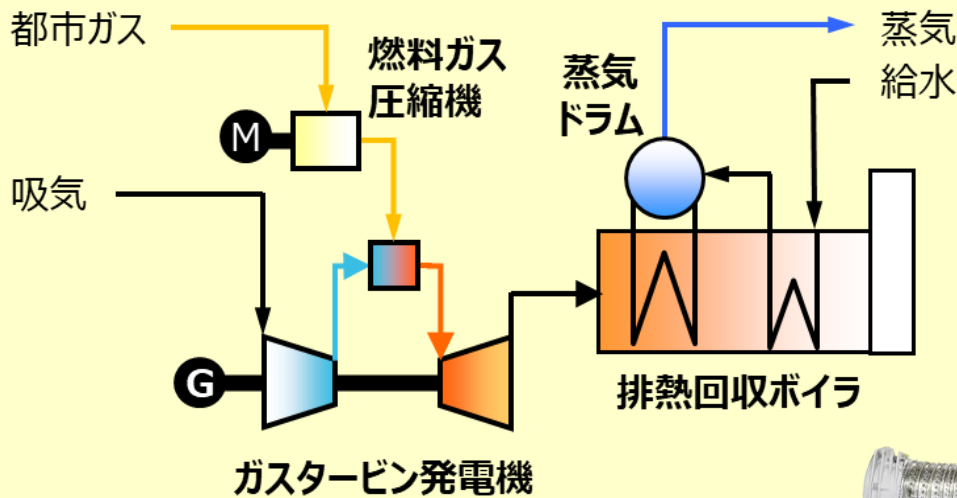 都市ガス
燃料ガス
圧縮機
M
吸気
G
ガスタービン発電機
蒸気
ドラム
蒸気
給水
排熱回収ボイラ